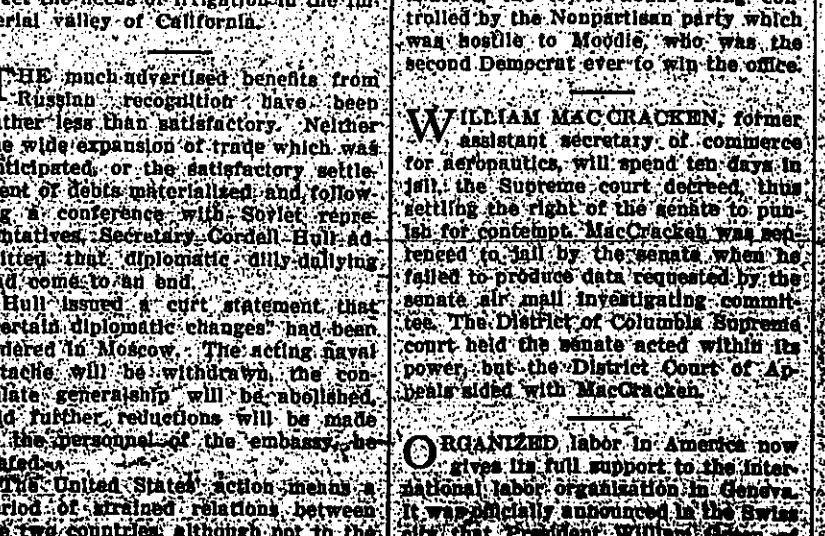 erial valley of California.
HE much advertised benefits from
Russian recognition have been
ather less than satisfactory. Neither
e wide expansion of trade which was
nticipated, or the satisfactory settle-
ent of debts materialized and, follow-
g a conference with Soviet repre-
ntatives, Secretary Cordell Hull ad-
itted that diplomatic dilly-dallying
ad come to an end.
Hull issued a curt statement that
ertain diplomatic changes" had been
dered in Moscow. The acting naval
tache will be withdrawn, the con-
ulate generalship will be abolished,
nd further reductions will be made
the personnel of the embassy, he
ated.
The United States' action means a
riod of strained relations between
e two countries, although not to the
trolled by the Nonpartisan party which
was hostile to Moodie, who was the
second Democrat ever to win the office.
WILLIAM MAC CRACKEN, former
assistant secretary of commerce
for aeronautics, will spend ten days in
jail, the Supreme court decreed, thus
settling the right of the senate to pun-
ish for contempt. MacCracken was sen-
tenced to jail by the senate when he
failed to produce data requested by the
senate air mail investigating commit-
tee. The District of Columbia Supreme
court held the senate acted within its
power, but the District Court of Ap-
peals sided with MacCracken.
ORGANIZED labor in America now
gives its full support to the inter-
national labor organization in Geneva.
It was officially announced in the Swiss
city that President William